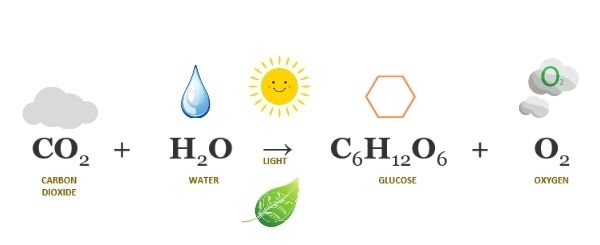 O₂
CO₂ + H₂O → C₆H₁₂O₆ + O₂
LIGHT
CARBON DIOXIDE
WATER
GLUCOSE
OXYGEN